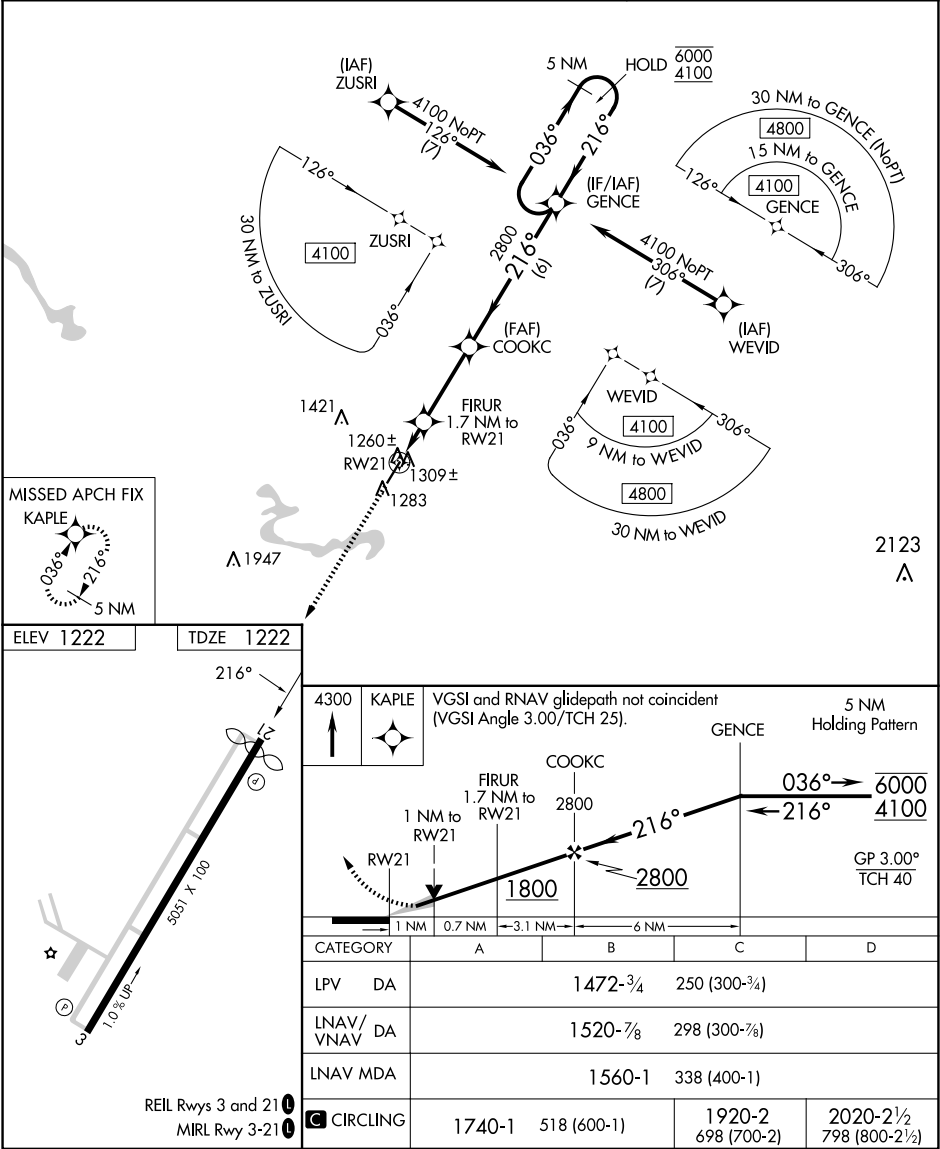 (IAF)
ZUSRI
4100 NoPT
126°
(7)
5 NM
HOLD
6000
4100
036°
216°
(IF/IAF)
GENCE
30 NM to GENCE (NoPT)
4800
15 NM to GENCE
4100
GENCE
126°
306°
126°
ZUSRI
4100
30 NM to ZUSRI
036°
2800
216°
(6)
4100 NoPT
306°
(7)
(IAF)
WEVID
(FAF)
COOKC
WEVID
4100
9 NM to WEVID
4800
30 NM to WEVID
036°
306°
FIRUR
1.7 NM to
RW21
1421
1260±
RW21
1309±
1283
1947
2123
MISSED APCH FIX
KAPLE
036°
216°
5 NM
ELEV 1222
TDZE 1222
216°
21
P
5051 X 100
P
1.0% UP
3
REIL Rwys 3 and 21 L
MIRL Rwy 3-21 L
4300
KAPLE
VGSI and RNAV glidepath not coincident
(VGSI Angle 3.00/TCH 25).
5 NM
Holding Pattern
GENCE
COOKC
2800
FIRUR
1.7 NM to
RW21
1 NM to
RW21
RW21
036°
216°
6000
4100
216°
1800
2800
GP 3.00°
TCH 40
1 NM
0.7 NM
3.1 NM
6 NM
CATEGORY A B C D
LPV DA 1472-¾ 250 (300-¾)
LNAV/
VNAV DA 1520-⅞ 298 (300-⅞)
LNAV MDA 1560-1 338 (400-1)
C CIRCLING 1740-1 518 (600-1) 1920-2 2020-2½
698 (700-2) 798 (800-2½)